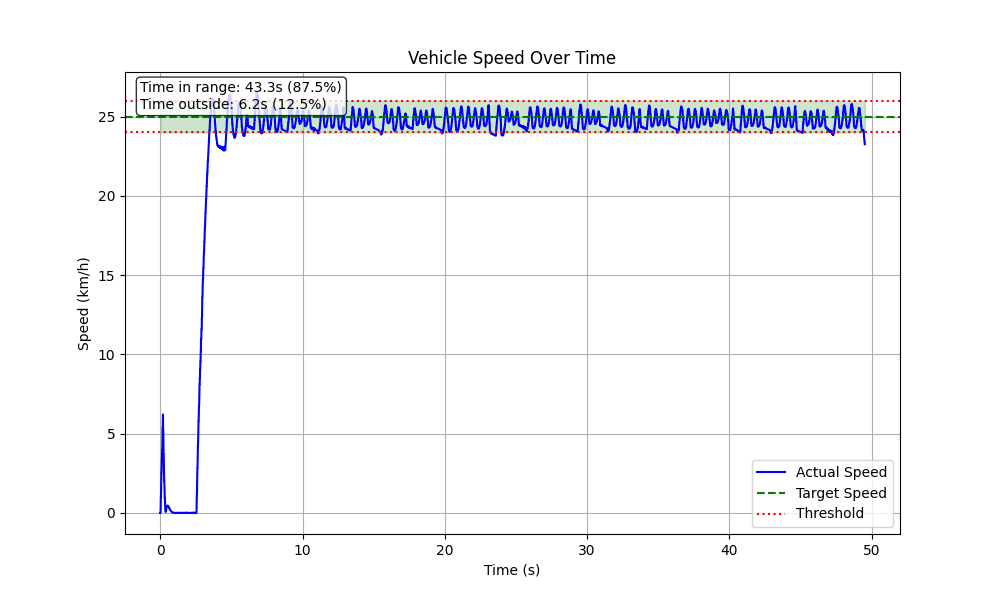 Vehicle Speed Over Time
Time in range: 43.3s (87.5%)
Time outside: 6.2s (12.5%)
25
20
15
10
5
0
Speed (km/h)
0 10 20 30 40 50
Time (s)
Actual Speed
Target Speed
Threshold